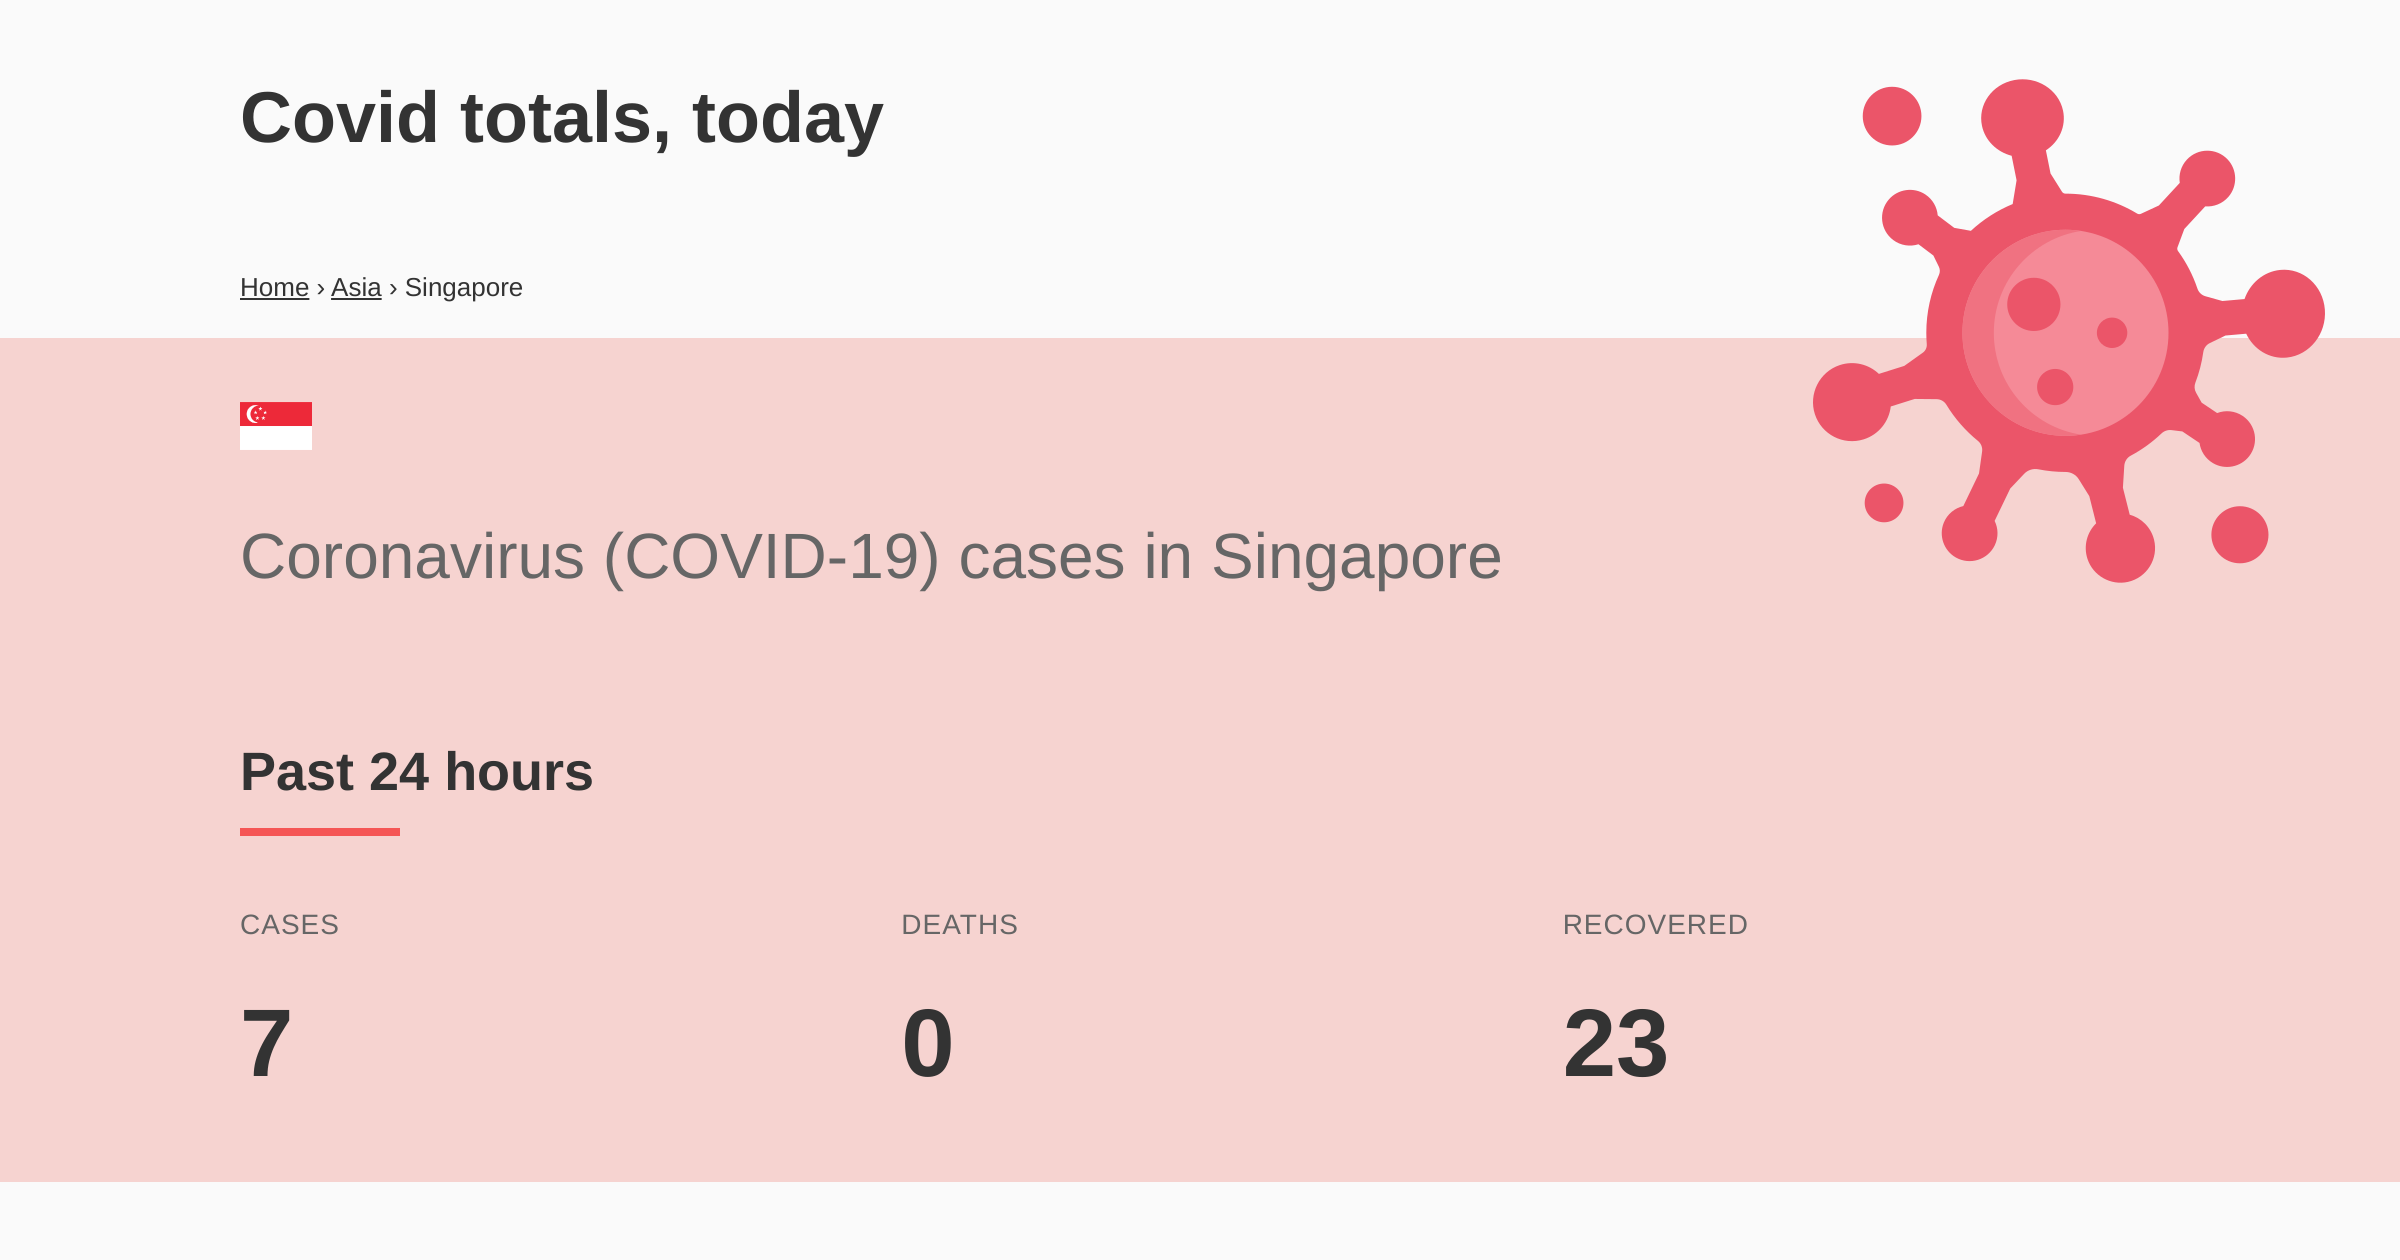 Covid totals, today
Home › Asia › Singapore
Coronavirus (COVID-19) cases in Singapore
Past 24 hours
CASES DEATHS RECOVERED
7 0 23